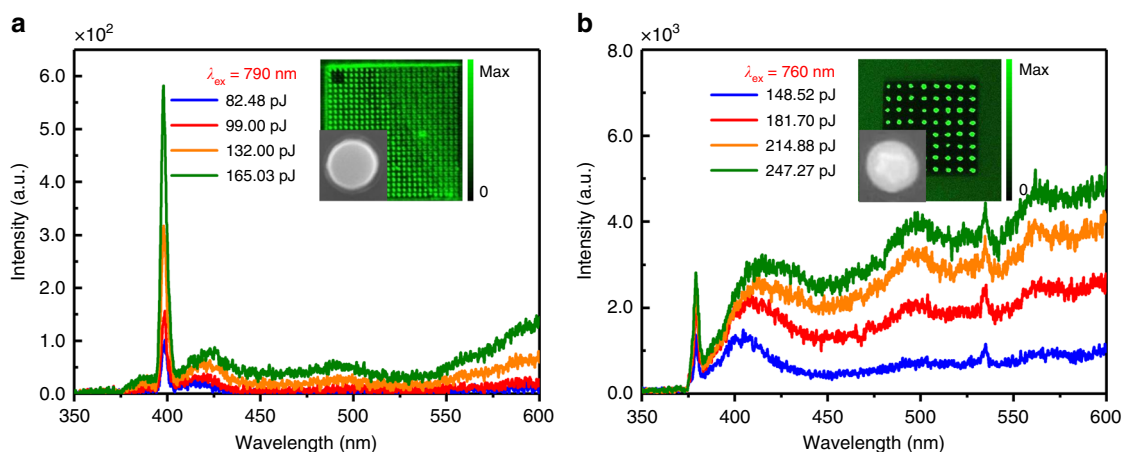 a
×10²
6.0
5.0
4.0
3.0
2.0
1.0
0.0
Intensity (a.u.)
λex = 790 nm
82.48 pJ
99.00 pJ
132.00 pJ
165.03 pJ
Max
0
350 400 450 500 550 600
Wavelength (nm)
b
×10³
8.0
6.0
4.0
2.0
0.0
Intensity (a.u.)
λex = 760 nm
148.52 pJ
181.70 pJ
214.88 pJ
247.27 pJ
Max
0
350 400 450 500 550 600
Wavelength (nm)